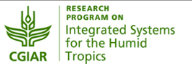 RESEARCH
PROGRAM ON
Integrated Systems
for the Humid
Tropics
CGIAR